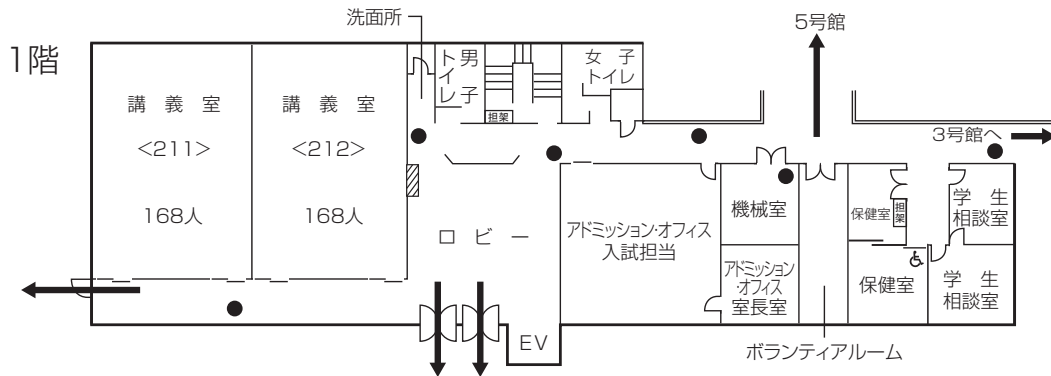 1階
洗面所
5号館
3号館へ
講義室
<211>
168人
講義室
<212>
168人
男子
トイレ
担架
女子
トイレ
ロビー
EV
アドミッション・オフィス
入試担当
機械室
アドミッション
・オフィス
室長室
ボランティアルーム
保健室
担架
保健室
学生
相談室
学生
相談室